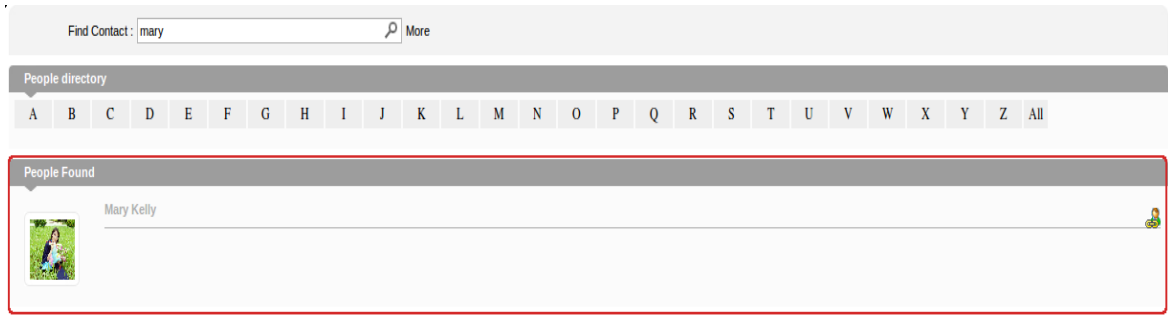 Find Contact : mary More
People directory
A B C D E F G H I J K L M N O P Q R S T U V W X Y Z All
People Found
Mary Kelly